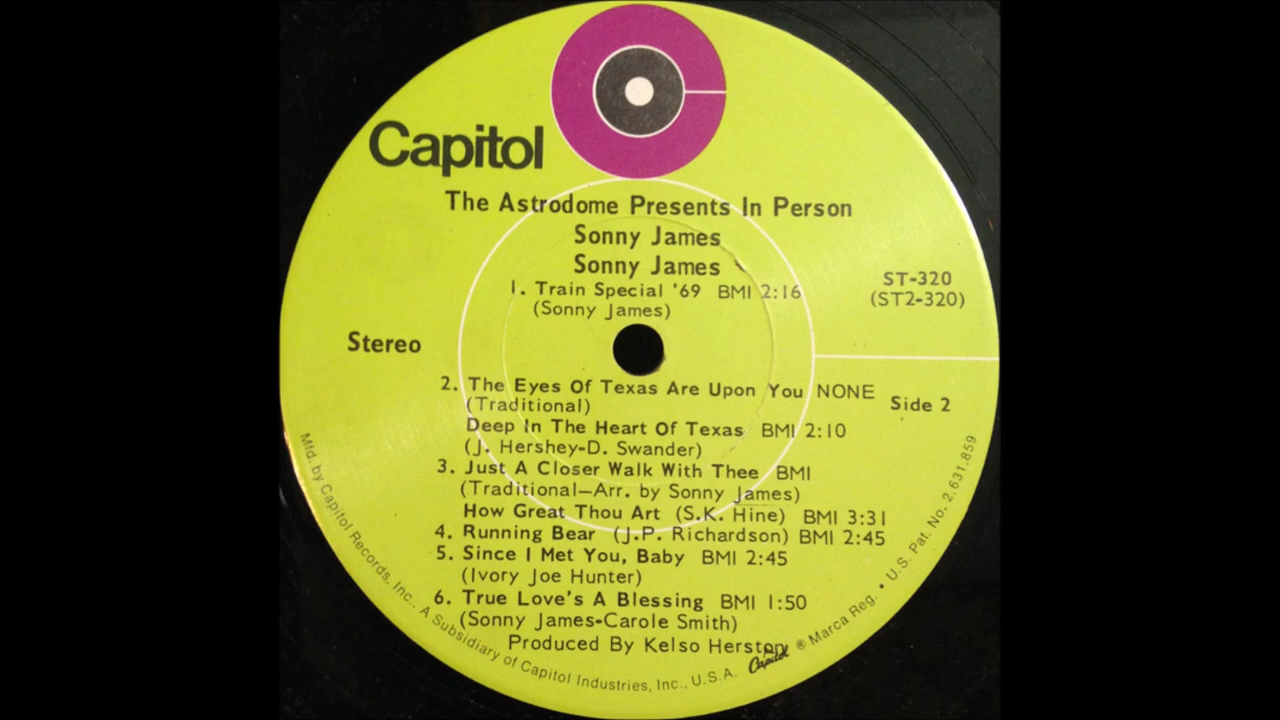 Capitol
The Astrodome Presents In Person
Sonny James
Sonny James
1. Train Special '69 BMI 2:16
(Sonny James)
ST-320
(ST2-320)
Stereo
2. The Eyes Of Texas Are Upon You NONE
(Traditional)
Side 2
Deep In The Heart Of Texas BMI 2:10
(J. Hershey-D. Swander)
3. Just A Closer Walk With Thee BMI
(Traditional—Arr. by Sonny James)
How Great Thou Art (S.K. Hine) BMI 3:31
4. Running Bear (J.P. Richardson) BMI 2:45
5. Since I Met You, Baby BMI 2:45
(Ivory Joe Hunter)
6. True Love's A Blessing BMI 1:50
(Sonny James-Carole Smith)
Produced By Kelso Herston
Mfd. by Capitol Records, Inc., A Subsidiary of Capitol Industries, Inc., U.S.A. Capitol ® Marca Reg. • U.S. Pat. No. 2,631,859